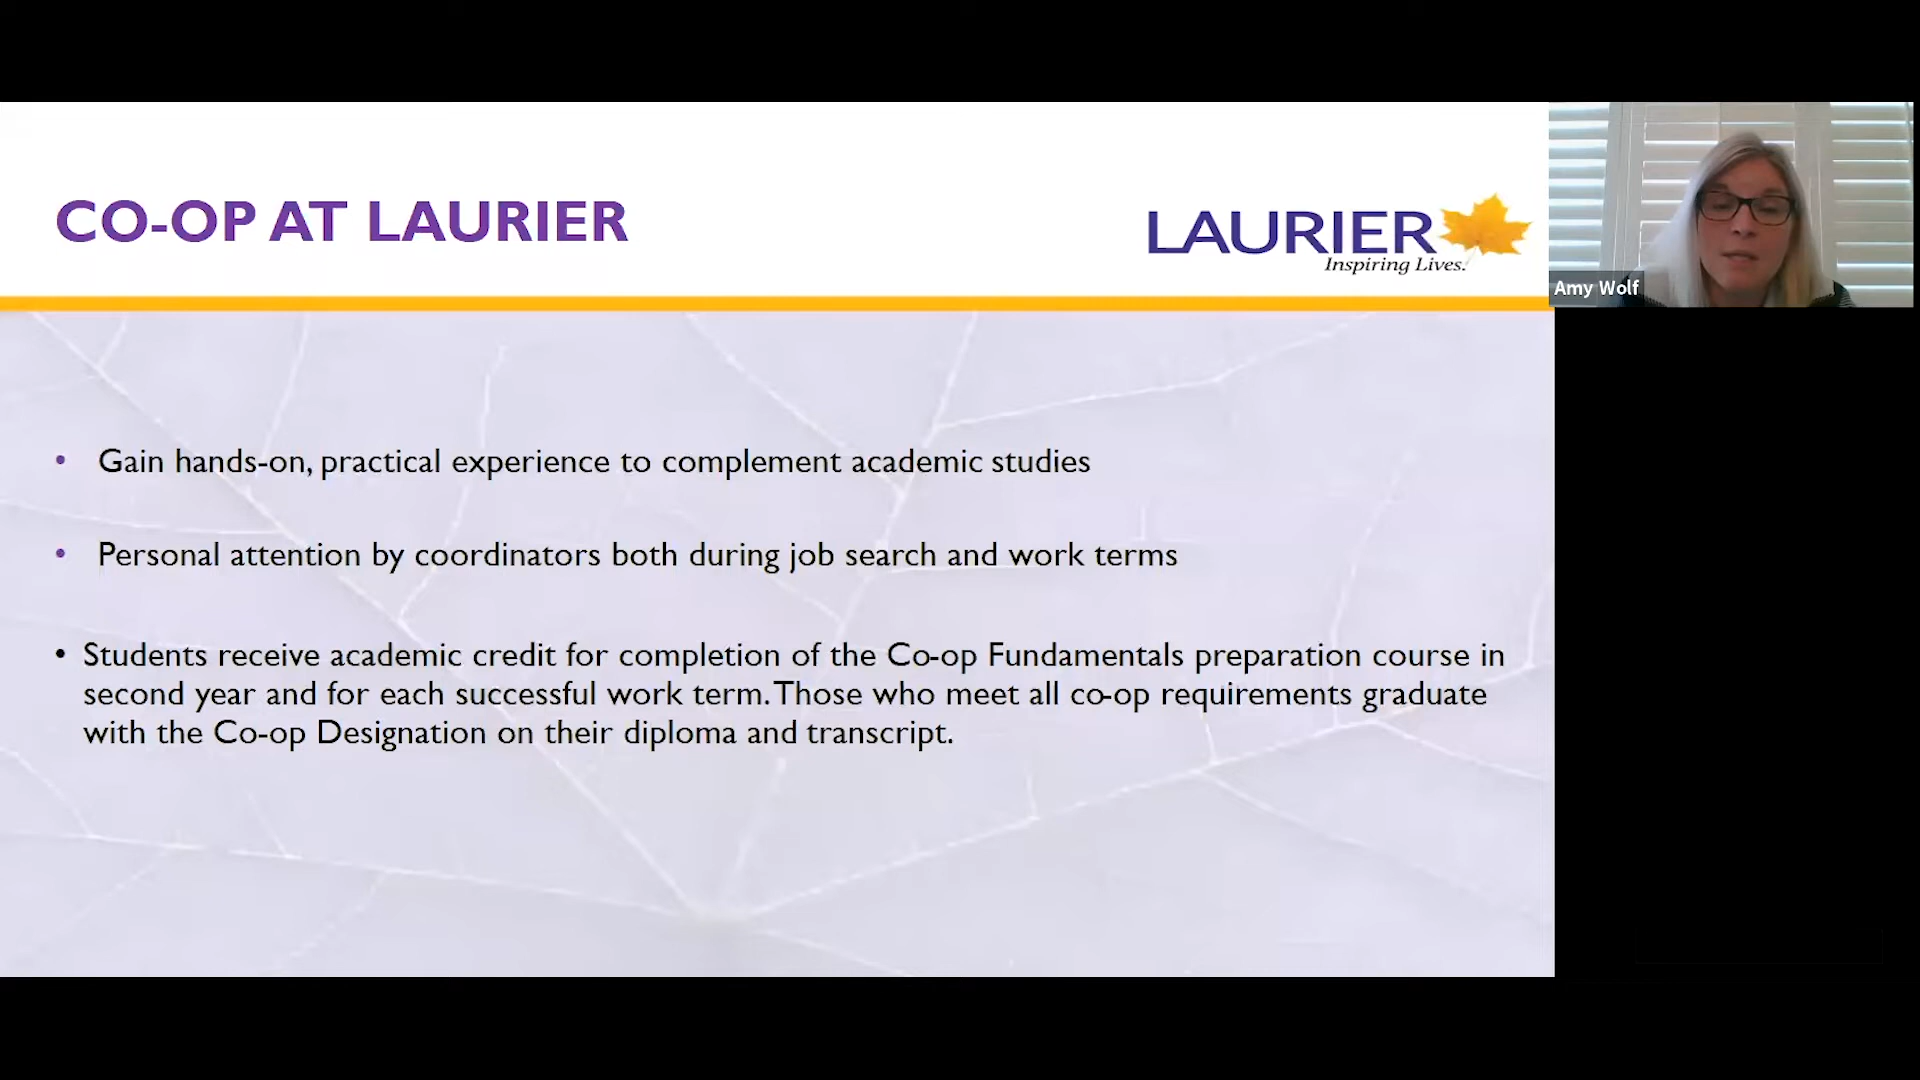 CO-OP AT LAURIER
LAURIER
Inspiring Lives.
Amy Wolf
• Gain hands-on, practical experience to complement academic studies
• Personal attention by coordinators both during job search and work terms
• Students receive academic credit for completion of the Co-op Fundamentals preparation course in
second year and for each successful work term. Those who meet all co-op requirements graduate
with the Co-op Designation on their diploma and transcript.